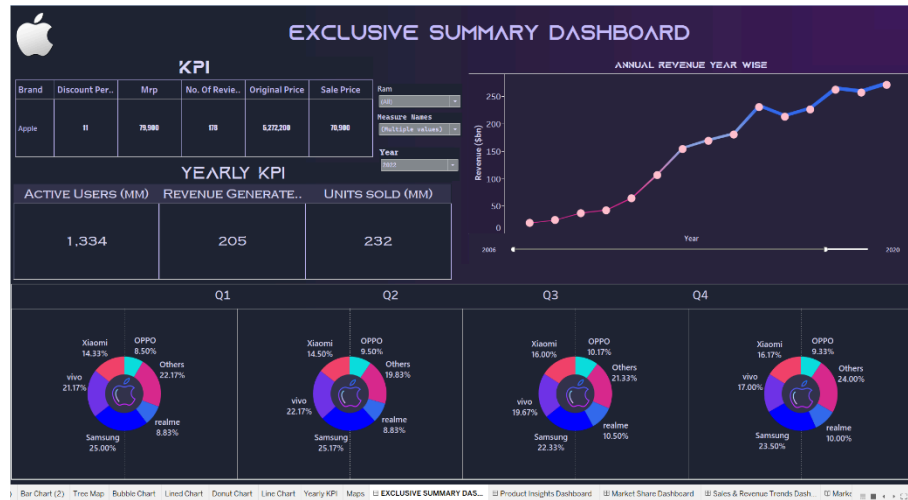 EXCLUSIVE SUMMARY DASHBOARD
KPI
Brand Discount Per.. Mrp No. Of Revie.. Original Price Sale Price
Apple 11 79,900 178 6,272,200 70,900
Ram
(All)
Measure Names
(Multiple values)
Year
2022
YEARLY KPI
ACTIVE USERS (MM) REVENUE GENERATE.. UNITS SOLD (MM)
1,334 205 232
ANNUAL REVENUE YEAR WISE
Revenue ($bn)
250
200
150
100
50
0
Year
2006 2020
Q1 Q2 Q3 Q4
Xiaomi
14.33%
OPPO
8.50%
Others
22.17%
vivo
21.17%
realme
8.83%
Samsung
25.00%
Xiaomi
14.50%
OPPO
9.50%
Others
19.83%
vivo
22.17%
realme
8.83%
Samsung
25.17%
Xiaomi
16.00%
OPPO
10.17%
Others
21.33%
vivo
19.67%
realme
10.50%
Samsung
22.33%
Xiaomi
16.17%
OPPO
9.33%
Others
24.00%
vivo
17.00%
realme
10.00%
Samsung
23.50%
Bar Chart (2) Tree Map Bubble Chart Lined Chart Donut Chart Line Chart Yearly KPI Maps EXCLUSIVE SUMMARY DAS... Product Insights Dashboard Market Share Dashboard Sales & Revenue Trends Dash...